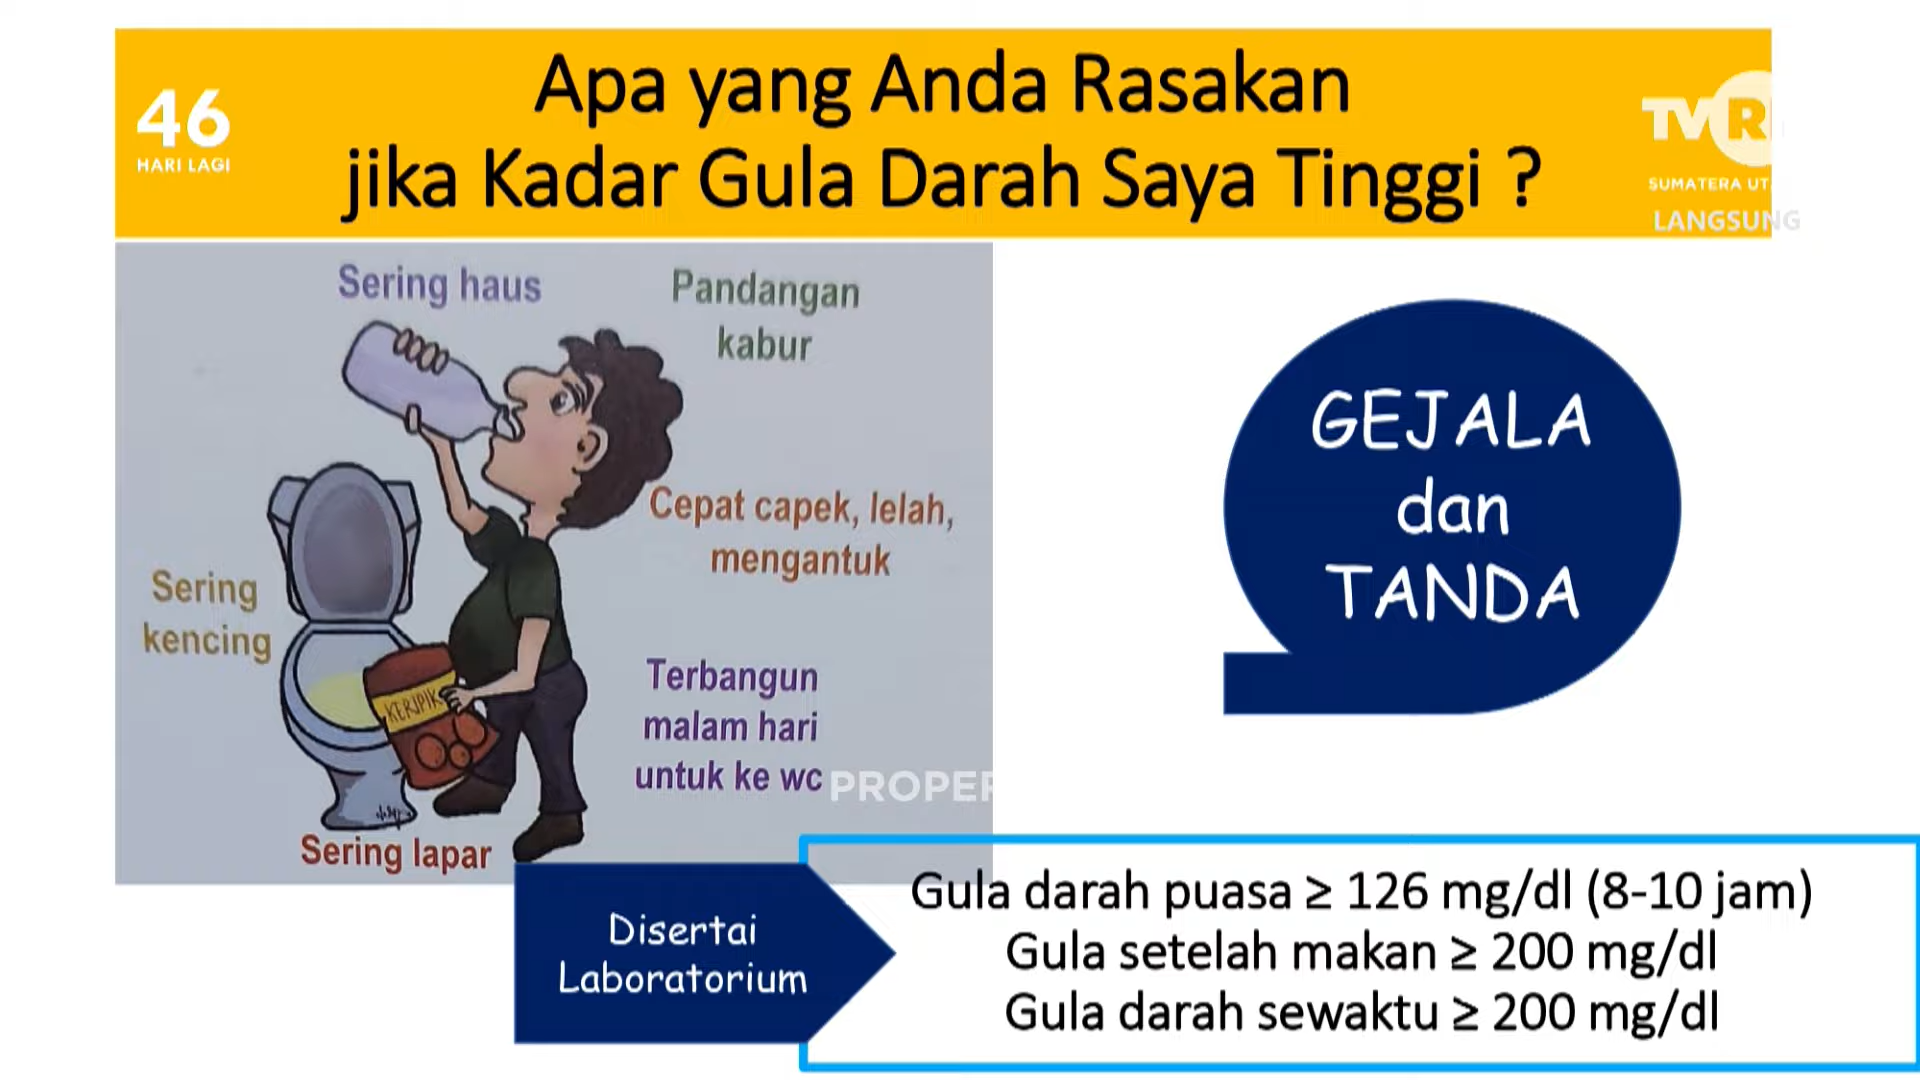 Apa yang Anda Rasakan
jika Kadar Gula Darah Saya Tinggi ?
46
HARI LAGI
TVR
SUMATERA UT
LANGSUNG
Sering haus
Pandangan
kabur
Cepat capek, lelah,
mengantuk
Sering
kencing
KERIPIK
Terbangun
malam hari
untuk ke wc
PROPER
Sering lapar
GEJALA
dan
TANDA
Disertai
Laboratorium
Gula darah puasa ≥ 126 mg/dl (8-10 jam)
Gula setelah makan ≥ 200 mg/dl
Gula darah sewaktu ≥ 200 mg/dl